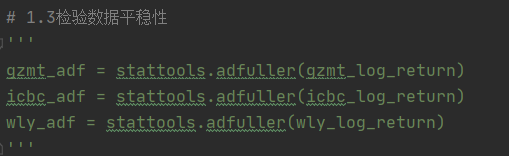 # 1.3检验数据平稳性
'''
gzmt_adf = stattools.adfuller(gzmt_log_return)
icbc_adf = stattools.adfuller(icbc_log_return)
wly_adf = stattools.adfuller(wly_log_return)
'''